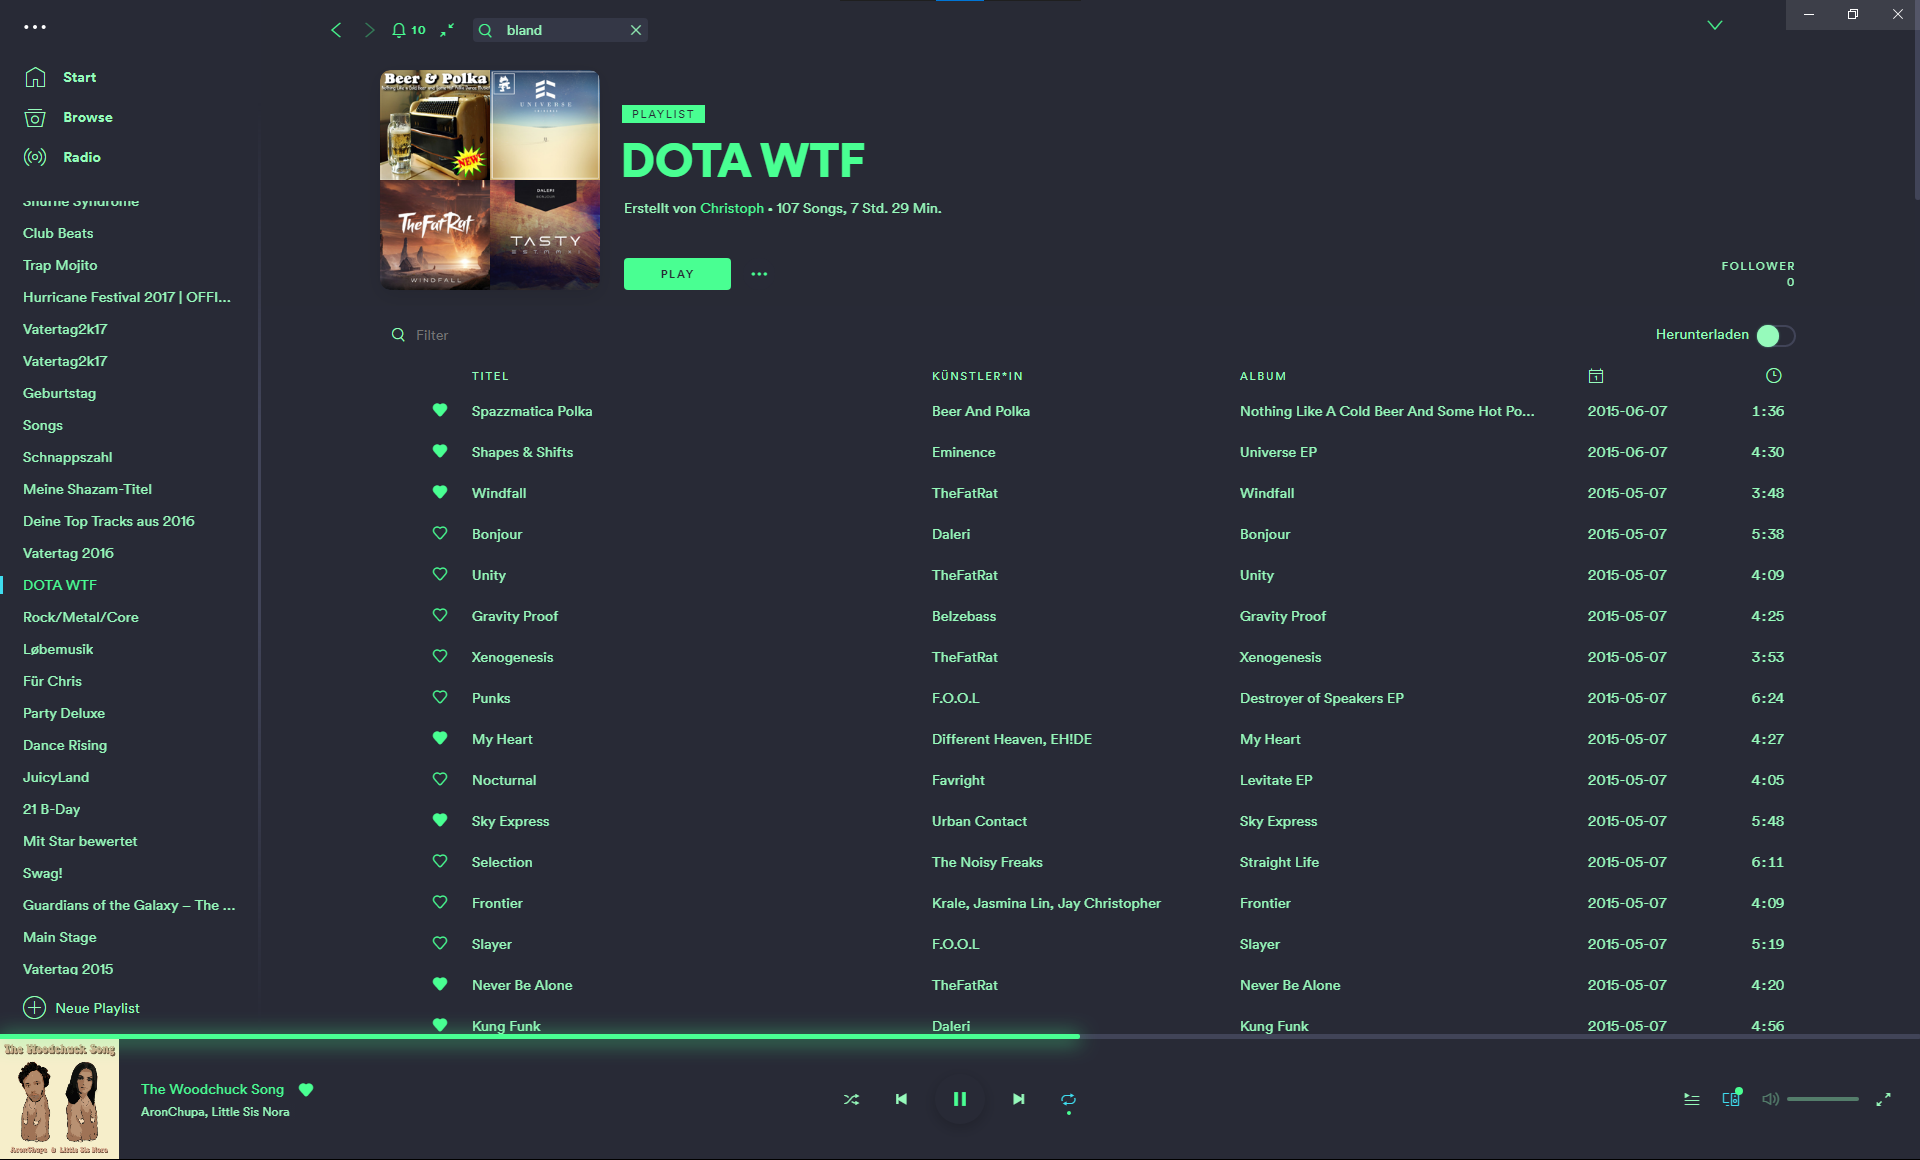 10
bland
Start
Browse
Radio
Shuffle Syndrome
Club Beats
Trap Mojito
Hurricane Festival 2017 | OFFI...
Vatertag2k17
Vatertag2k17
Geburtstag
Songs
Schnappszahl
Meine Shazam-Titel
Deine Top Tracks aus 2016
Vatertag 2016
DOTA WTF
Rock/Metal/Core
Løbemusik
Für Chris
Party Deluxe
Dance Rising
JuicyLand
21 B-Day
Mit Star bewertet
Swag!
Guardians of the Galaxy – The ...
Main Stage
Vatertag 2015
Neue Playlist
Beer & Polka
NEW
UNIVERSE
TheFatRat
WINDFALL
DALERI
TASTY
PLAYLIST
DOTA WTF
Erstellt von Christoph • 107 Songs, 7 Std. 29 Min.
PLAY
FOLLOWER
0
Filter
Herunterladen
TITEL KÜNSTLER*IN ALBUM
Spazzmatica Polka Beer And Polka Nothing Like A Cold Beer And Some Hot Po... 2015-06-07 1:36
Shapes & Shifts Eminence Universe EP 2015-06-07 4:30
Windfall TheFatRat Windfall 2015-05-07 3:48
Bonjour Daleri Bonjour 2015-05-07 5:38
Unity TheFatRat Unity 2015-05-07 4:09
Gravity Proof Belzebass Gravity Proof 2015-05-07 4:25
Xenogenesis TheFatRat Xenogenesis 2015-05-07 3:53
Punks F.O.O.L Destroyer of Speakers EP 2015-05-07 6:24
My Heart Different Heaven, EH!DE My Heart 2015-05-07 4:27
Nocturnal Favright Levitate EP 2015-05-07 4:05
Sky Express Urban Contact Sky Express 2015-05-07 5:48
Selection The Noisy Freaks Straight Life 2015-05-07 6:11
Frontier Krale, Jasmina Lin, Jay Christopher Frontier 2015-05-07 4:09
Slayer F.O.O.L Slayer 2015-05-07 5:19
Never Be Alone TheFatRat Never Be Alone 2015-05-07 4:20
Kung Funk Daleri Kung Funk 2015-05-07 4:56
The Woodchuck Song
AronChupa & Little Sis Nora
The Woodchuck Song
AronChupa, Little Sis Nora